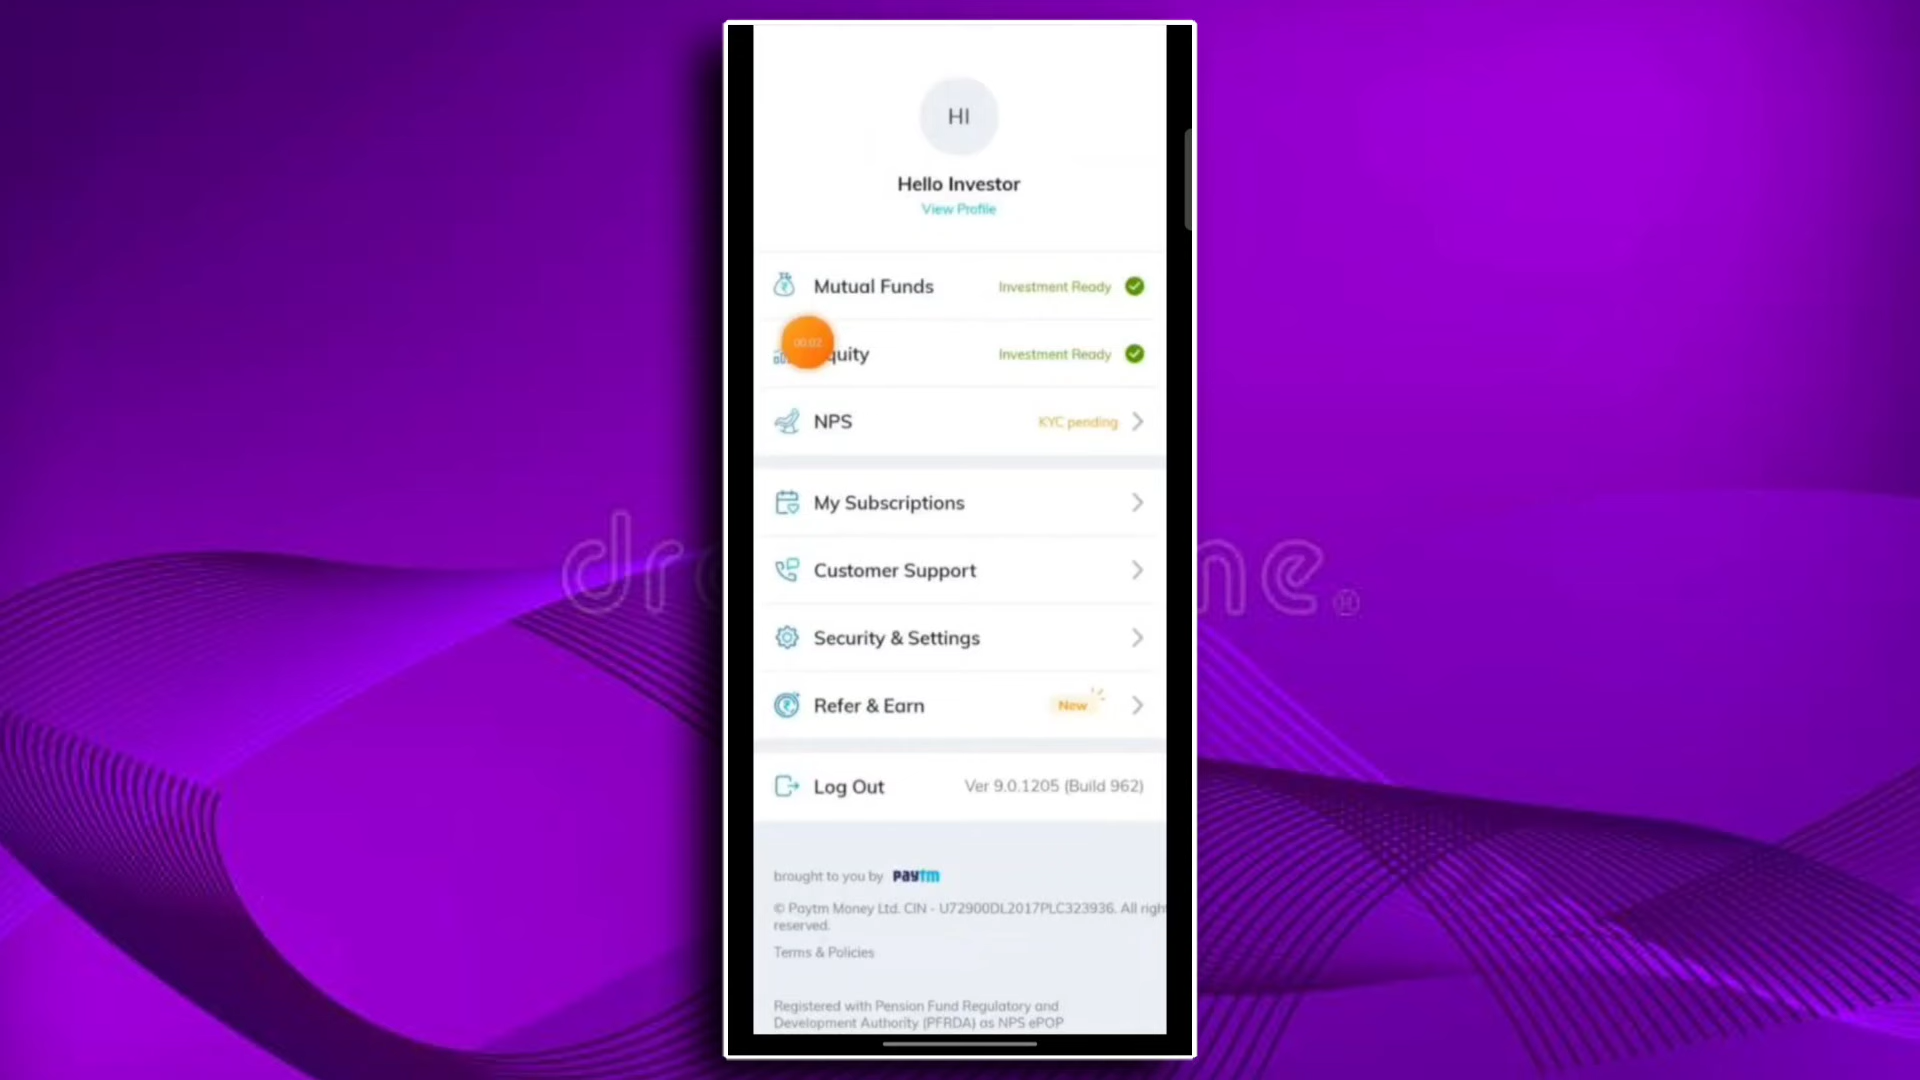 HI
Hello Investor
View Profile
Mutual Funds Investment Ready
00:02
quity Investment Ready
NPS KYC pending
My Subscriptions
Customer Support
Security & Settings
Refer & Earn New
Log Out Ver 9.0.1205 (Build 962)
brought to you by paytm
© Paytm Money Ltd. CIN - U72900DL2017PLC323936. All righ
reserved.
Terms & Policies
Registered with Pension Fund Regulatory and
Development Authority (PFRDA) as NPS ePOP